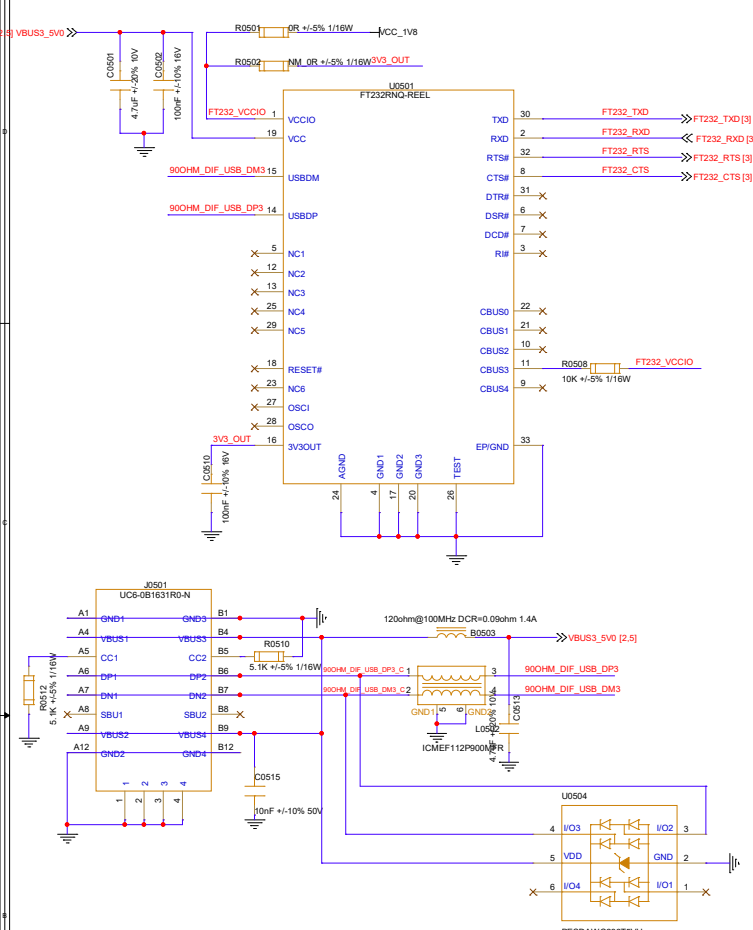 R0501 0R +/-5% 1/16W VCC_1V8
5] VBUS3_5V0
R0502 NM_0R +/-5% 1/16W 3V3_OUT
C0501
4.7uF +/-20% 10V
C0502
100nF +/-10% 16V
U0501
FT232RNQ-REEL
FT232_VCCIO 1 VCCIO
19 VCC
90OHM_DIF_USB_DM3 15 USBDM
90OHM_DIF_USB_DP3 14 USBDP
5 NC1
12 NC2
13 NC3
25 NC4
29 NC5
18 RESET#
23 NC6
27 OSCI
28 OSCO
3V3_OUT 16 3V3OUT
TXD 30 FT232_TXD FT232_TXD [3]
RXD 2 FT232_RXD FT232_RXD [3
RTS# 32 FT232_RTS FT232_RTS [3]
CTS# 8 FT232_CTS FT232_CTS [3]
DTR# 31
DSR# 6
DCD# 7
RI# 3
CBUS0 22
CBUS1 21
CBUS2 10
CBUS3 11 R0508 FT232_VCCIO
10K +/-5% 1/16W
CBUS4 9
EP/GND 33
AGND GND1 GND2 GND3 TEST
24 4 17 20 26
C0510
100nF +/-10% 16V
D
C
B
J0501
UC6-0B1631R0-N
A1 GND1 GND3 B1
A4 VBUS1 VBUS3 B4
A5 CC1 CC2 B5
A6 DP1 DP2 B6
A7 DN1 DN2 B7
A8 SBU1 SBU2 B8
A9 VBUS2 VBUS4 B9
A12 GND2 GND4 B12
1 2 3 4
1 2 3 4
R0512
5.1K +/-5% 1/16W
R0510
5.1K +/-5% 1/16W
120ohm@100MHz DCR=0.09ohm 1.4A
B0503 VBUS3_5V0 [2,5]
90OHM_DIF_USB_DP3_C 1 3 90OHM_DIF_USB_DP3
90OHM_DIF_USB_DM3_C 2 4 90OHM_DIF_USB_DM3
GND1 5 6 GND2
L0502
ICMEF112P900MFR
C0513
C0515
10nF +/-10% 50V
U0504
4 I/O3 I/O2 3
5 VDD GND 2
6 I/O4 I/O1 1